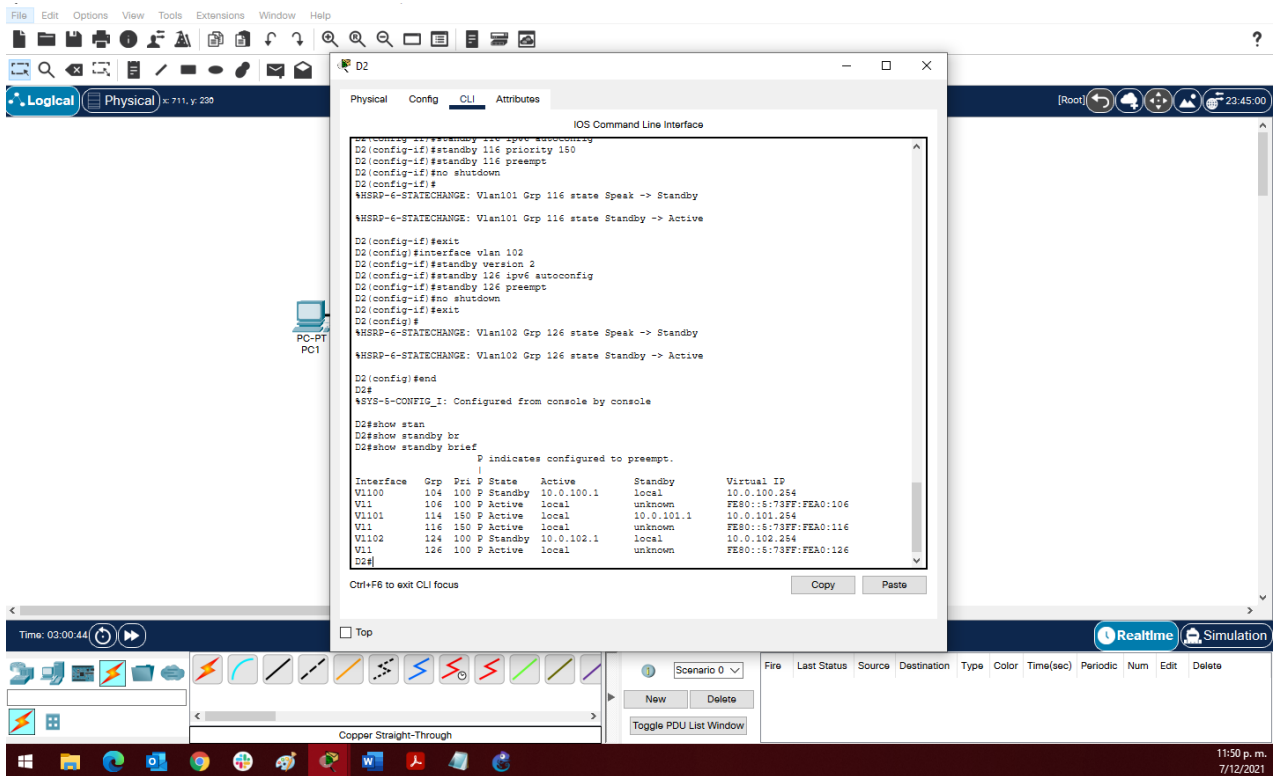 File Edit Options View Tools Extensions Window Help
?
D2
Logical Physical x: 711, y: 230
[Root] 23:45:00
Physical Config CLI Attributes
IOS Command Line Interface
D2(config-if)#standby 116 ipv6 autoconfig
D2(config-if)#standby 116 priority 150
D2(config-if)#standby 116 preempt
D2(config-if)#no shutdown
D2(config-if)#
%HSRP-6-STATECHANGE: Vlan101 Grp 116 state Speak -> Standby
%HSRP-6-STATECHANGE: Vlan101 Grp 116 state Standby -> Active
D2(config-if)#exit
D2(config)#interface vlan 102
D2(config-if)#standby version 2
D2(config-if)#standby 126 ipv6 autoconfig
D2(config-if)#standby 126 preempt
D2(config-if)#no shutdown
D2(config-if)#exit
D2(config)#
%HSRP-6-STATECHANGE: Vlan102 Grp 126 state Speak -> Standby
%HSRP-6-STATECHANGE: Vlan102 Grp 126 state Standby -> Active
D2(config)#end
D2#
%SYS-5-CONFIG_I: Configured from console by console
D2#show stan
D2#show standby br
D2#show standby brief
P indicates configured to preempt.
|
Interface Grp Pri P State Active Standby Virtual IP
Vl100 104 100 P Standby 10.0.100.1 local 10.0.100.254
Vl1 106 100 P Active local unknown FE80::5:73FF:FEA0:106
Vl101 114 150 P Active local 10.0.101.1 10.0.101.254
Vl1 116 150 P Active local unknown FE80::5:73FF:FEA0:116
Vl102 124 100 P Standby 10.0.102.1 local 10.0.102.254
Vl1 126 100 P Active local unknown FE80::5:73FF:FEA0:126
D2#
PC-PT
PC1
Ctrl+F6 to exit CLI focus Copy Paste
Top
Time: 03:00:44 Realtime Simulation
Scenario 0 Fire Last Status Source Destination Type Color Time(sec) Periodic Num Edit Delete
New Delete
Toggle PDU List Window
Copper Straight-Through
11:50 p. m.
7/12/2021